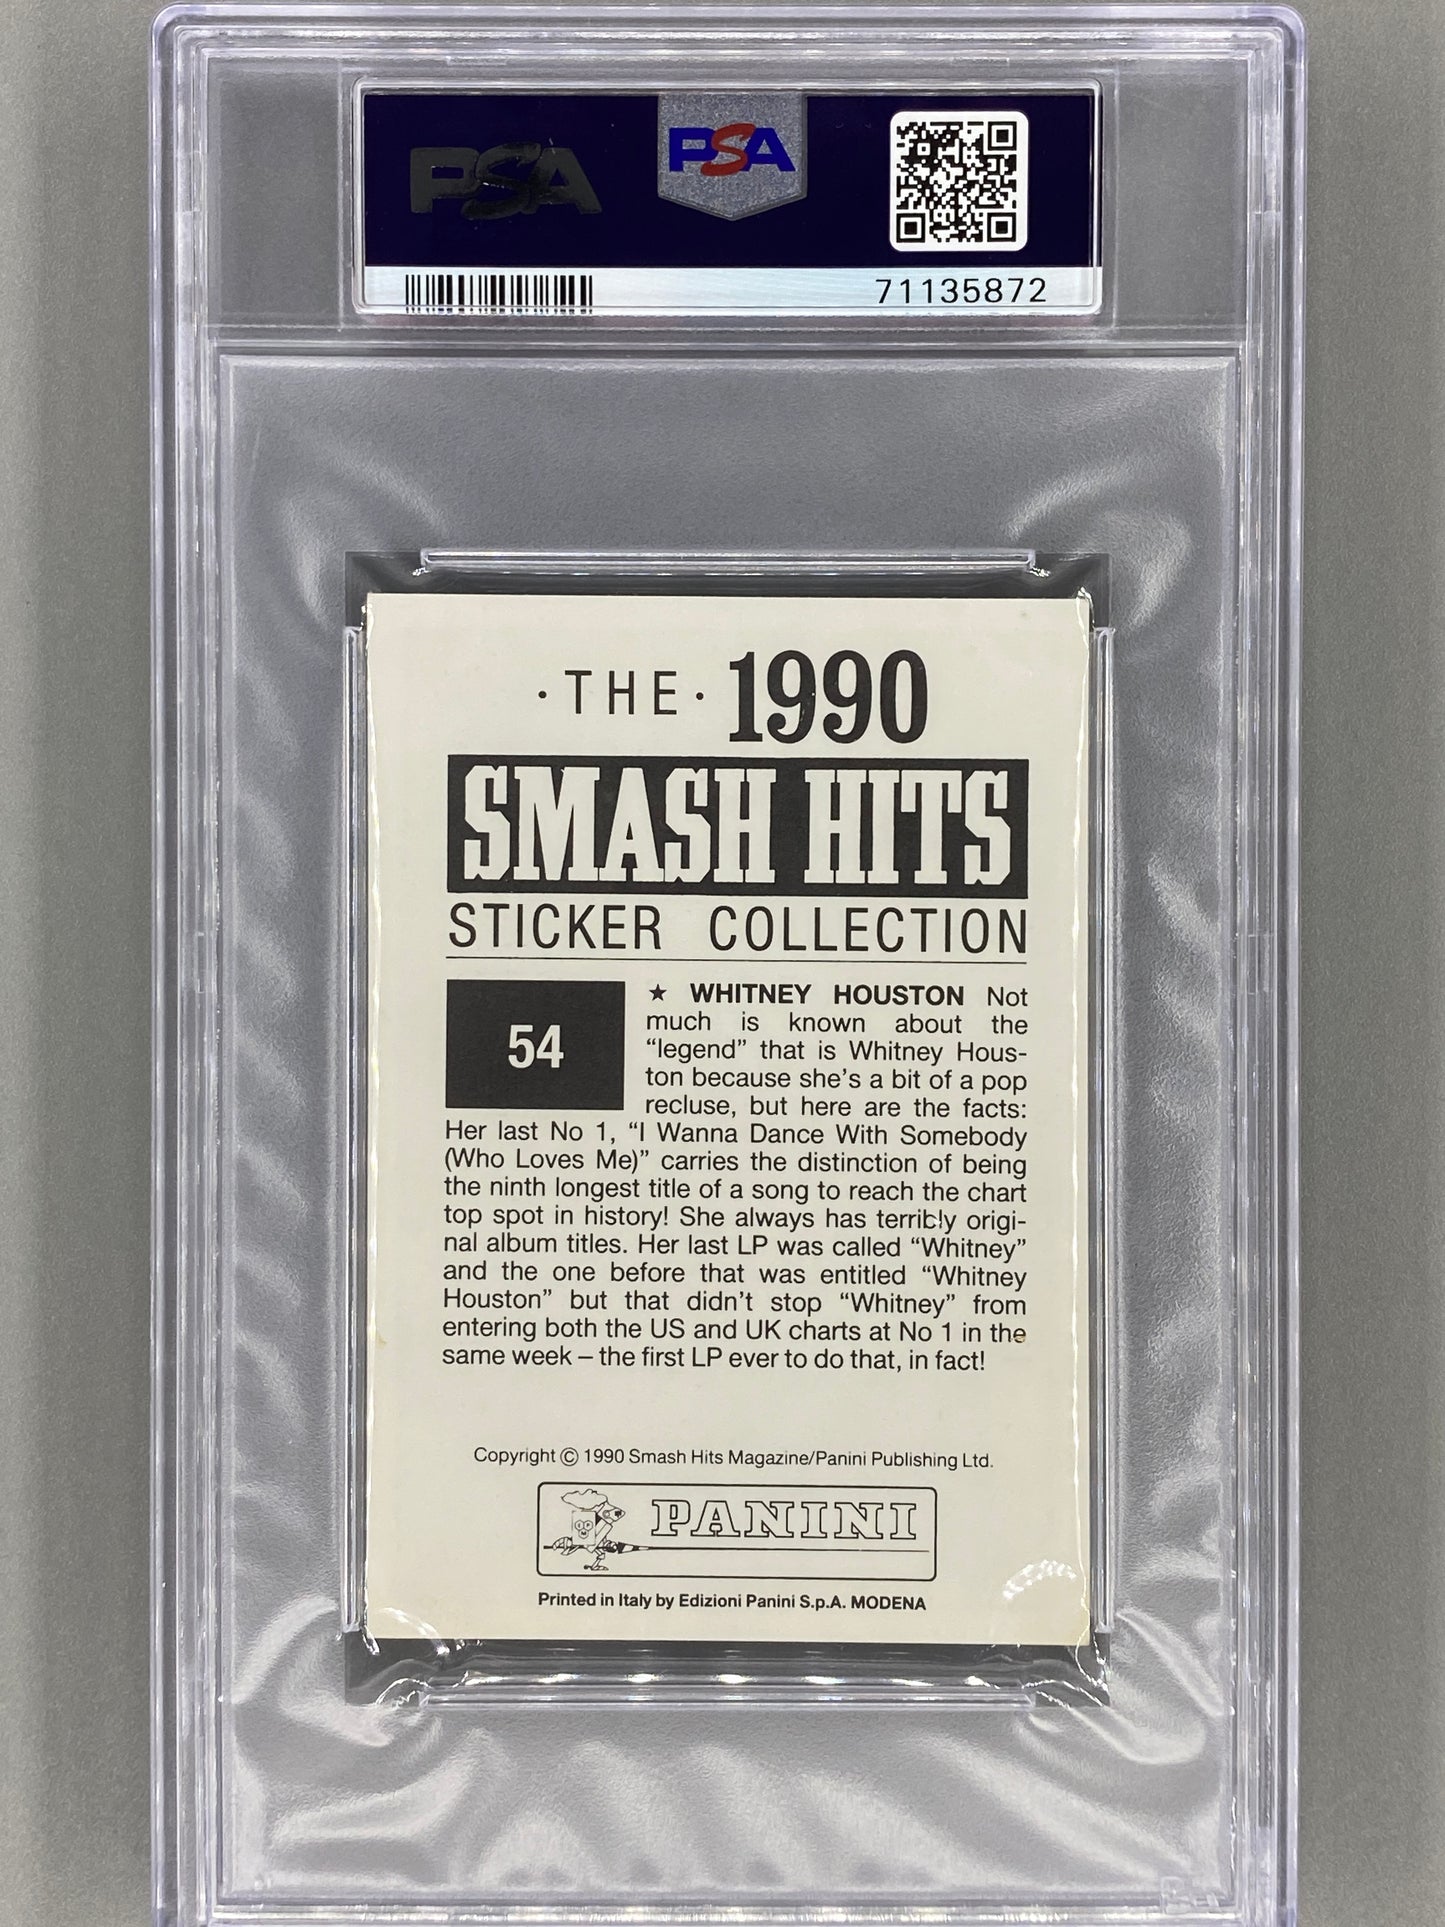 PSA
PSA
71135872
· THE · 1990
SMASH HITS
STICKER COLLECTION
54
★ WHITNEY HOUSTON Not
much is known about the
“legend” that is Whitney Hous-
ton because she’s a bit of a pop
recluse, but here are the facts:
Her last No 1, “I Wanna Dance With Somebody
(Who Loves Me)” carries the distinction of being
the ninth longest title of a song to reach the chart
top spot in history! She always has terribly origi-
nal album titles. Her last LP was called “Whitney”
and the one before that was entitled “Whitney
Houston” but that didn’t stop “Whitney” from
entering both the US and UK charts at No 1 in the
same week – the first LP ever to do that, in fact!
Copyright © 1990 Smash Hits Magazine/Panini Publishing Ltd.
PANINI
Printed in Italy by Edizioni Panini S.p.A. MODENA